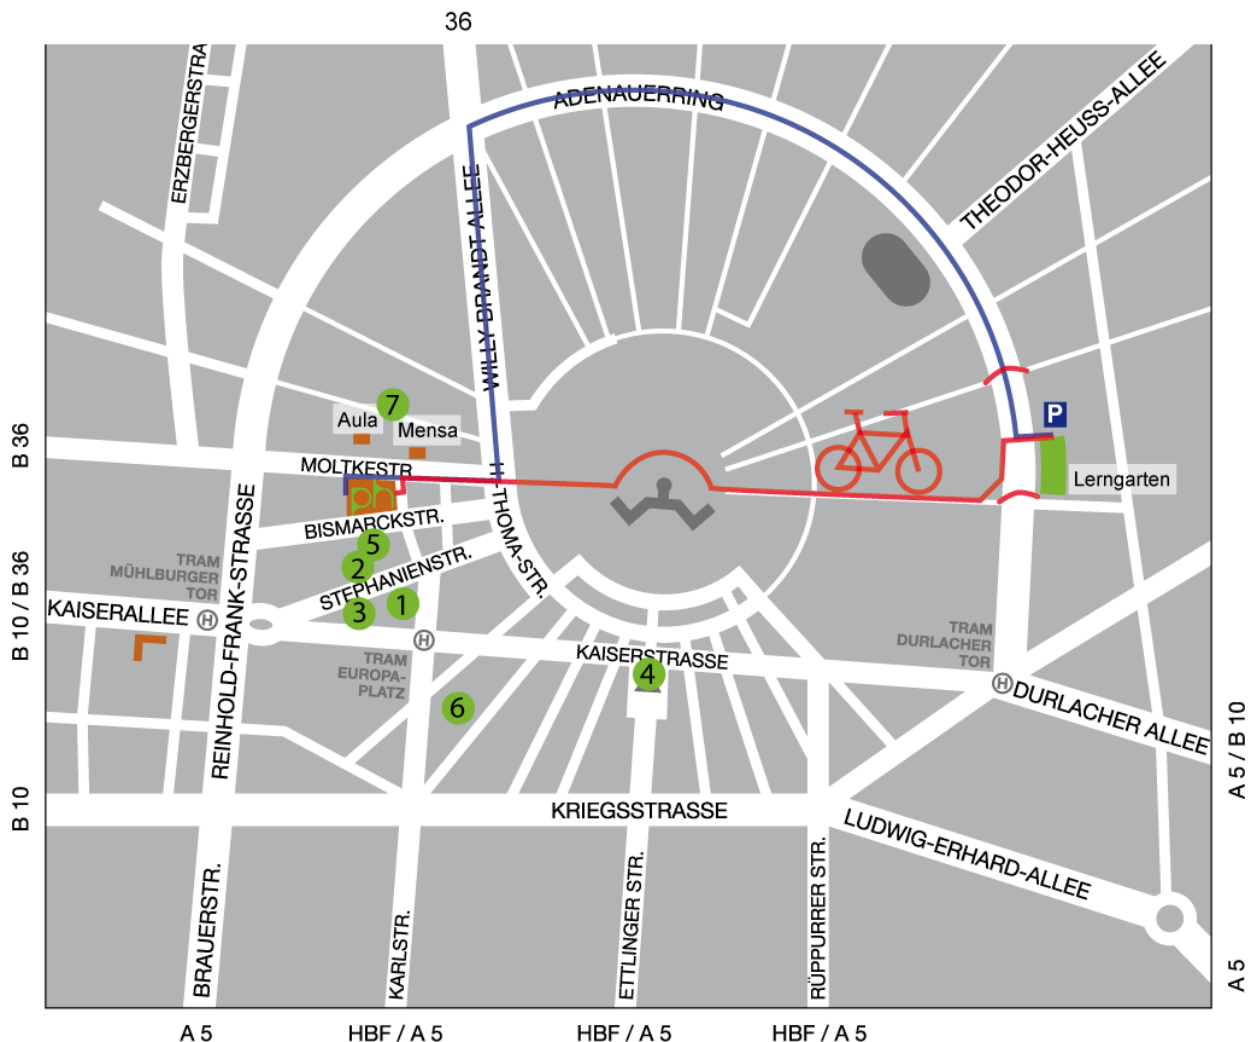 36
ERZBERGERSTRA
ADENAUERRING
THEODOR-HEUSS-ALLEE
WILLY-BRANDT-ALLEE
7
Aula
Mensa
P
B 36
MOLTKESTR.
Lerngarten
H.-THOMA-STR.
BISMARCKSTR.
5
2
STEPHANIENSTR.
3
1
TRAM
MÜHLBURGER
TOR
B 10 / B 36
KAISERALLEE
H
REINHOLD-FRANK-STRASSE
H
TRAM
EUROPA-
PLATZ
KAISERSTRASSE
4
6
TRAM
DURLACHER
TOR
H
DURLACHER ALLEE
A 5 / B 10
B 10
KRIEGSSTRASSE
LUDWIG-ERHARD-ALLEE
BRAUERSTR.
KARLSTR.
ETTLINGER STR.
RÜPPURRER STR.
A 5
A 5
HBF / A 5
HBF / A 5
HBF / A 5